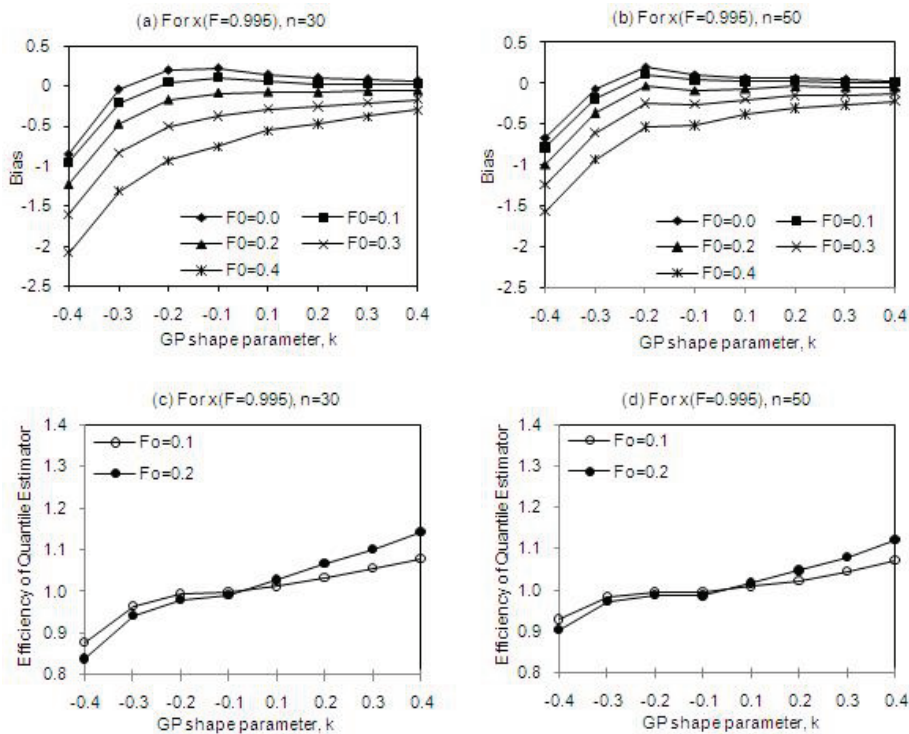 (a) For x(F=0.995), n=30
0.5
0
-0.5
-1
-1.5
-2
-2.5
Bias
F0=0.0
F0=0.1
F0=0.2
F0=0.3
F0=0.4
-0.4 -0.3 -0.2 -0.1 0.1 0.2 0.3 0.4
GP shape parameter, k
(b) For x(F=0.995), n=50
0.5
0
-0.5
-1
-1.5
-2
-2.5
Bias
F0=0.0
F0=0.1
F0=0.2
F0=0.3
F0=0.4
-0.4 -0.3 -0.2 -0.1 0.1 0.2 0.3 0.4
GP shape parameter, k
(c) For x(F=0.995), n=30
1.4
1.3
1.2
1.1
1.0
0.9
0.8
Efficiency of Quantile Estimator
Fo=0.1
Fo=0.2
-0.4 -0.3 -0.2 -0.1 0.1 0.2 0.3 0.4
GP shape parameter, k
(d) For x(F=0.995), n=50
1.4
1.3
1.2
1.1
1.0
0.9
0.8
Efficiency of Quantile Estimator
Fo=0.1
Fo=0.2
-0.4 -0.3 -0.2 -0.1 0.1 0.2 0.3 0.4
GP shape parameter, k